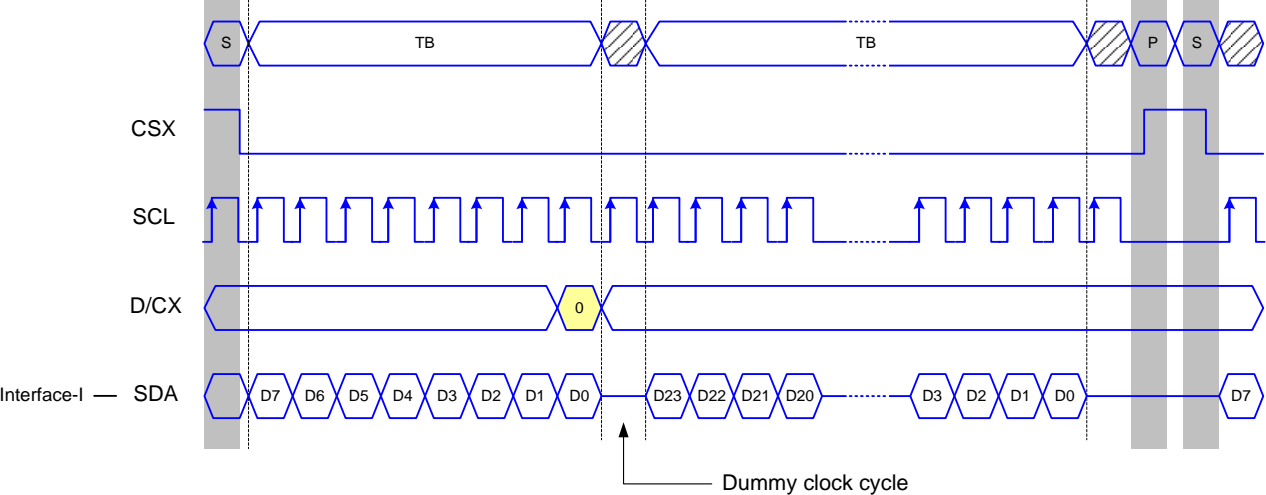 S TB TB P S
CSX
SCL
D/CX 0
Interface-I SDA D7 D6 D5 D4 D3 D2 D1 D0 D23 D22 D21 D20 D3 D2 D1 D0 D7
Dummy clock cycle